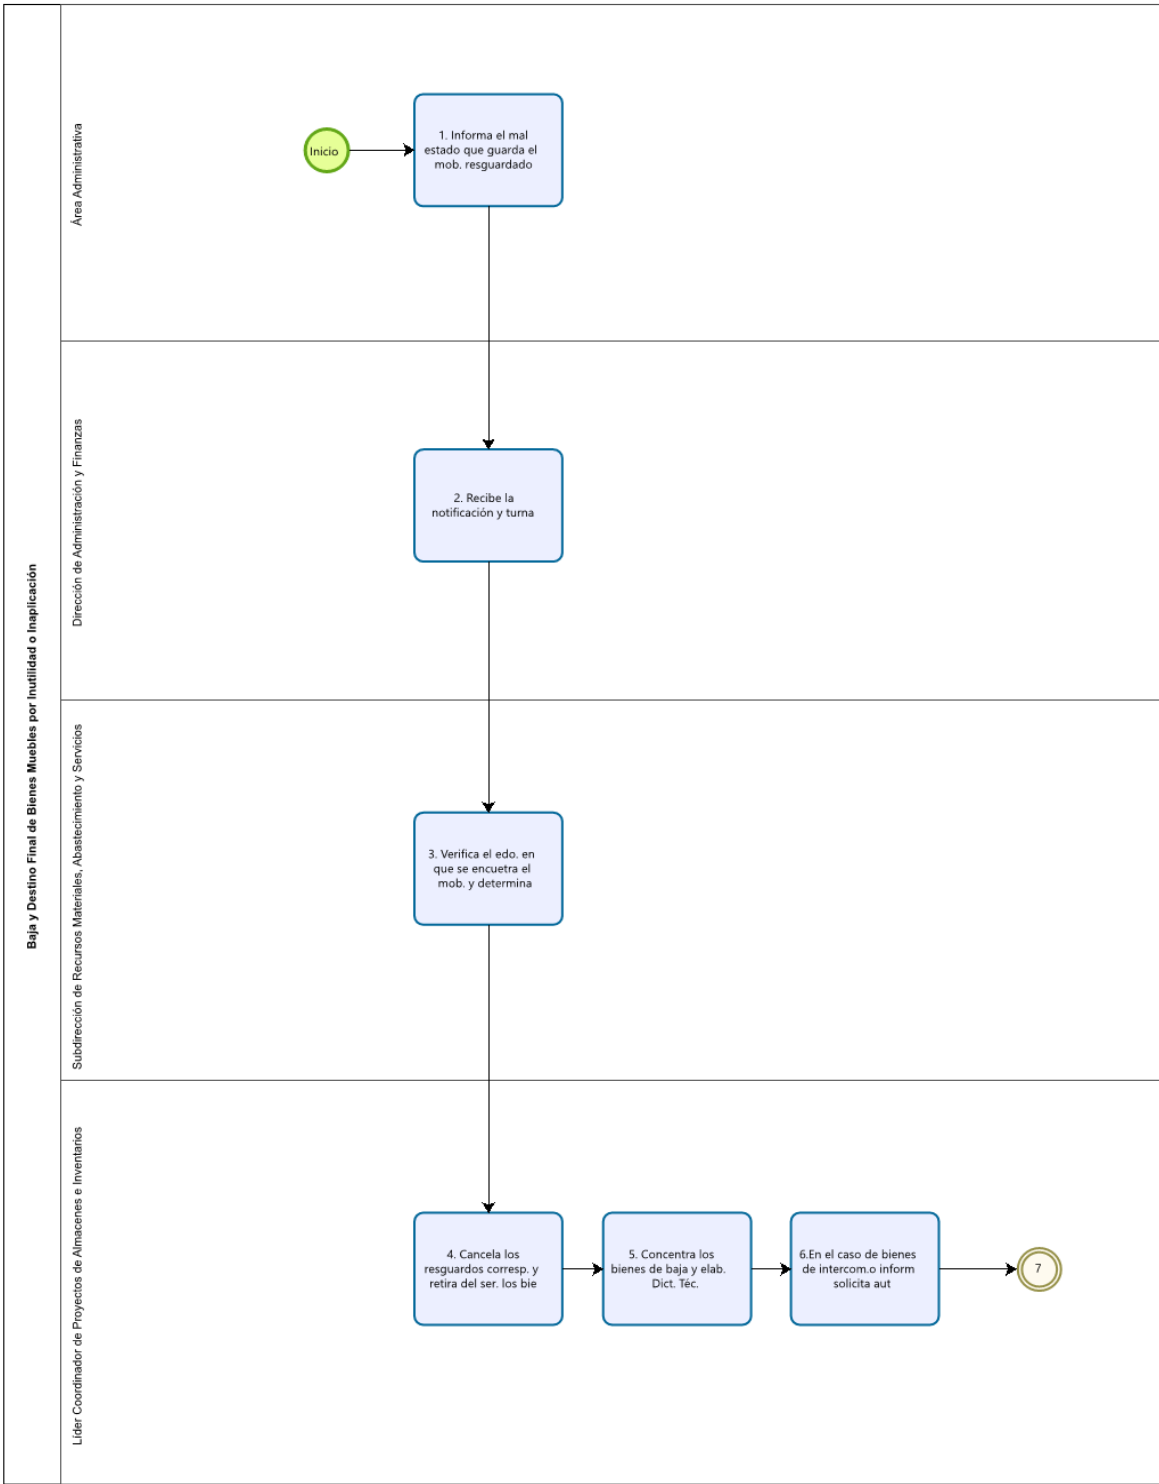 Baja y Destino Final de Bienes Muebles por Inutilidad o Inaplicación
Área Administrativa
Inicio
1. Informa el mal
estado que guarda el
mob. resguardado
Dirección de Administración y Finanzas
2. Recibe la
notificación y turna
Subdirección de Recursos Materiales, Abastecimiento y Servicios
3. Verifica el edo. en
que se encuetra el
mob. y determina
Líder Coordinador de Proyectos de Almacenes e Inventarios
4. Cancela los
resguardos corresp. y
retira del ser. los bie
5. Concentra los
bienes de baja y elab.
Dict. Téc.
6.En el caso de bienes
de intercom.o inform
solicita aut
7